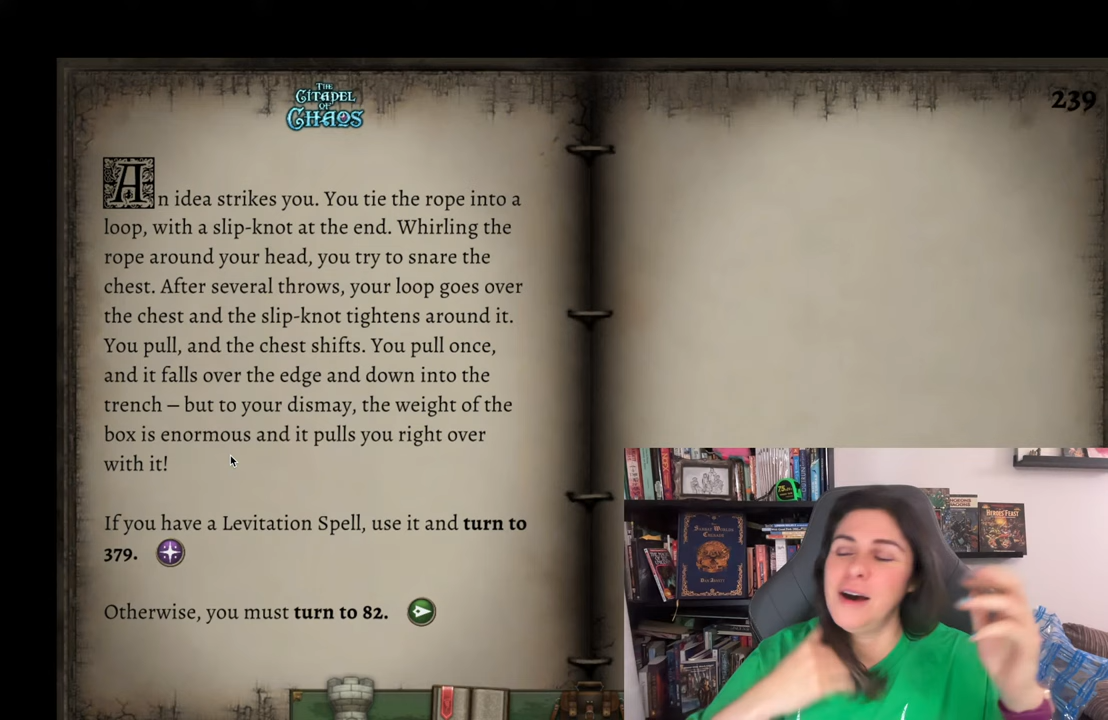 THE
CITADEL
OF
CHAOS
239
An idea strikes you. You tie the rope into a
loop, with a slip-knot at the end. Whirling the
rope around your head, you try to snare the
chest. After several throws, your loop goes over
the chest and the slip-knot tightens around it.
You pull, and the chest shifts. You pull once,
and it falls over the edge and down into the
trench – but to your dismay, the weight of the
box is enormous and it pulls you right over
with it!
If you have a Levitation Spell, use it and turn to
379.
Otherwise, you must turn to 82.
HEROES' FEAST